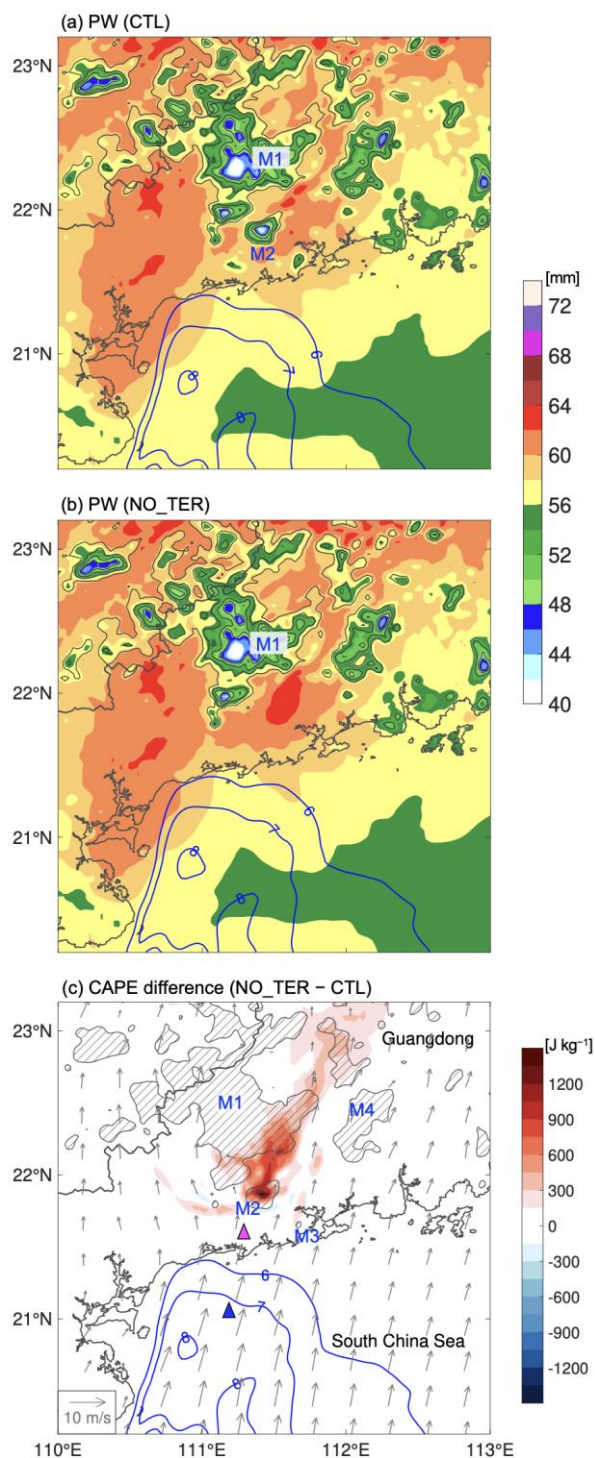 (a) PW (CTL)
23°N
M1
22°N
M2
21°N
6
7
8
8
[mm]
72
68
64
60
56
52
48
44
40
(b) PW (NO_TER)
23°N
M1
22°N
21°N
6
7
8
8
(c) CAPE difference (NO_TER − CTL)
23°N
Guangdong
M1
M4
22°N
M2
M3
6
21°N
7
8
South China Sea
8
10 m/s
110°E
111°E
112°E
113°E
[J kg⁻¹]
1200
900
600
300
0
-300
-600
-900
-1200